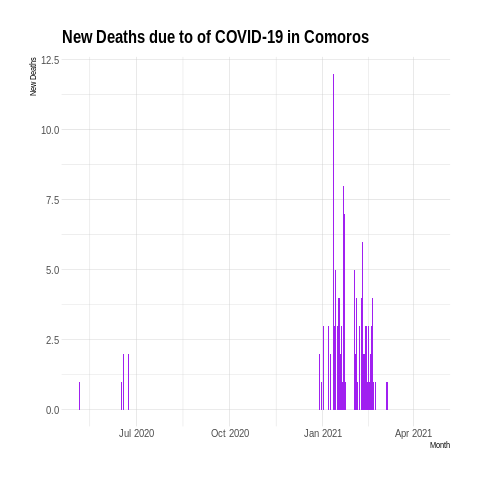 New Deaths due to of COVID-19 in Comoros
New Deaths
12.5
10.0
7.5
5.0
2.5
0.0
Jul 2020 Oct 2020 Jan 2021 Apr 2021
Month